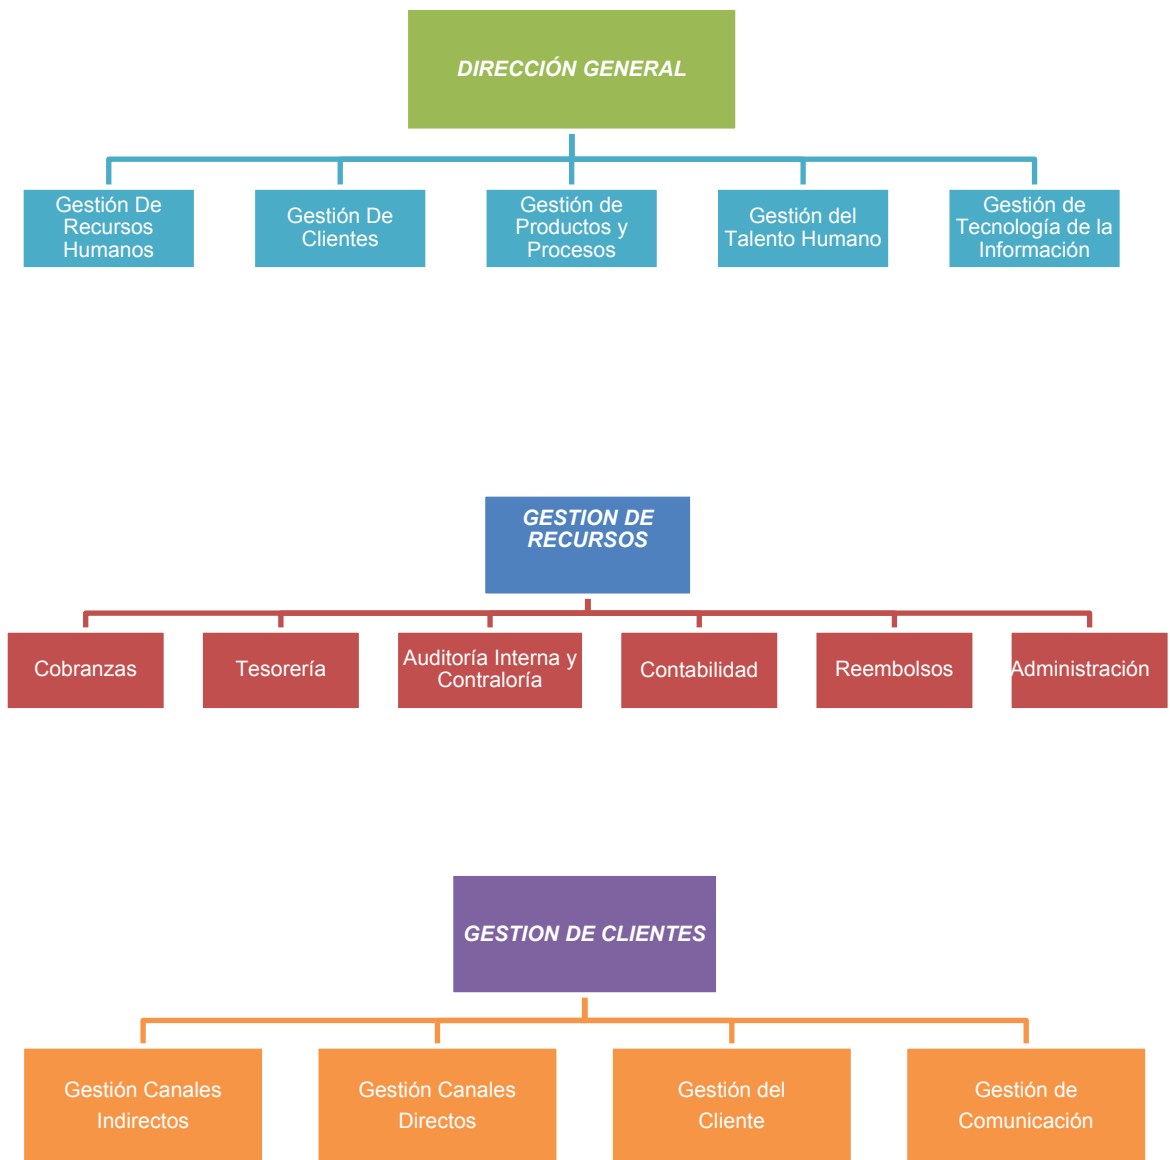 DIRECCIÓN GENERAL
Gestión De
Recursos
Humanos
Gestión De
Clientes
Gestión de
Productos y
Procesos
Gestión del
Talento Humano
Gestión de
Tecnología de la
Información
GESTION DE
RECURSOS
Cobranzas
Tesorería
Auditoría Interna y
Contraloría
Contabilidad
Reembolsos
Administración
GESTION DE CLIENTES
Gestión Canales
Indirectos
Gestión Canales
Directos
Gestión del
Cliente
Gestión de
Comunicación